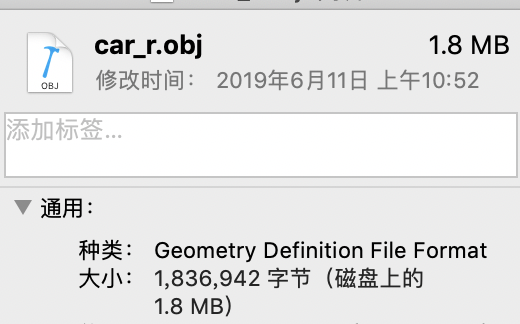 car_r.obj
1.8 MB
修改时间： 2019年6月11日 上午10:52
OBJ
添加标签...
通用：
种类： Geometry Definition File Format
大小： 1,836,942 字节（磁盘上的
1.8 MB）